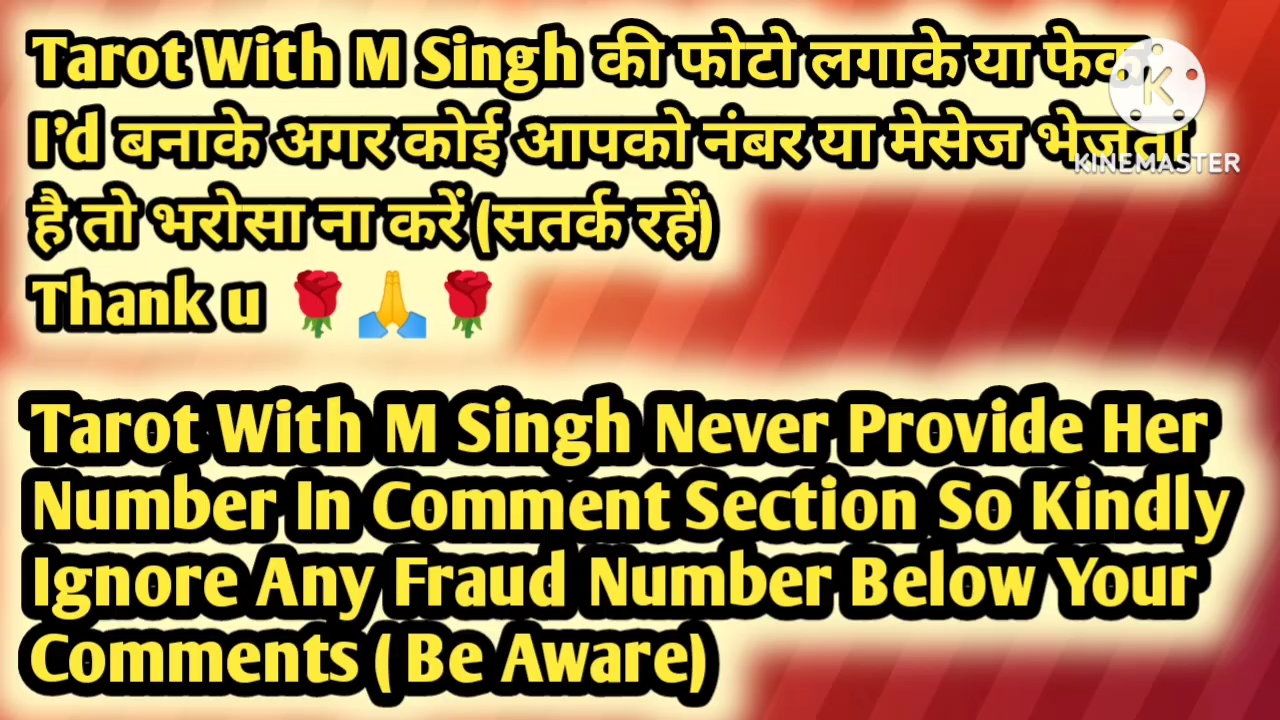 Tarot With M Singh की फोटो लगाके या फेक
I'd बनाके अगर कोई आपको नंबर या मेसेज भेजता
है तो भरोसा ना करें (सतर्क रहें)
Thank u 🌹🙏🌹
Tarot With M Singh Never Provide Her
Number In Comment Section So Kindly
Ignore Any Fraud Number Below Your
Comments ( Be Aware)
K
KINEMASTER